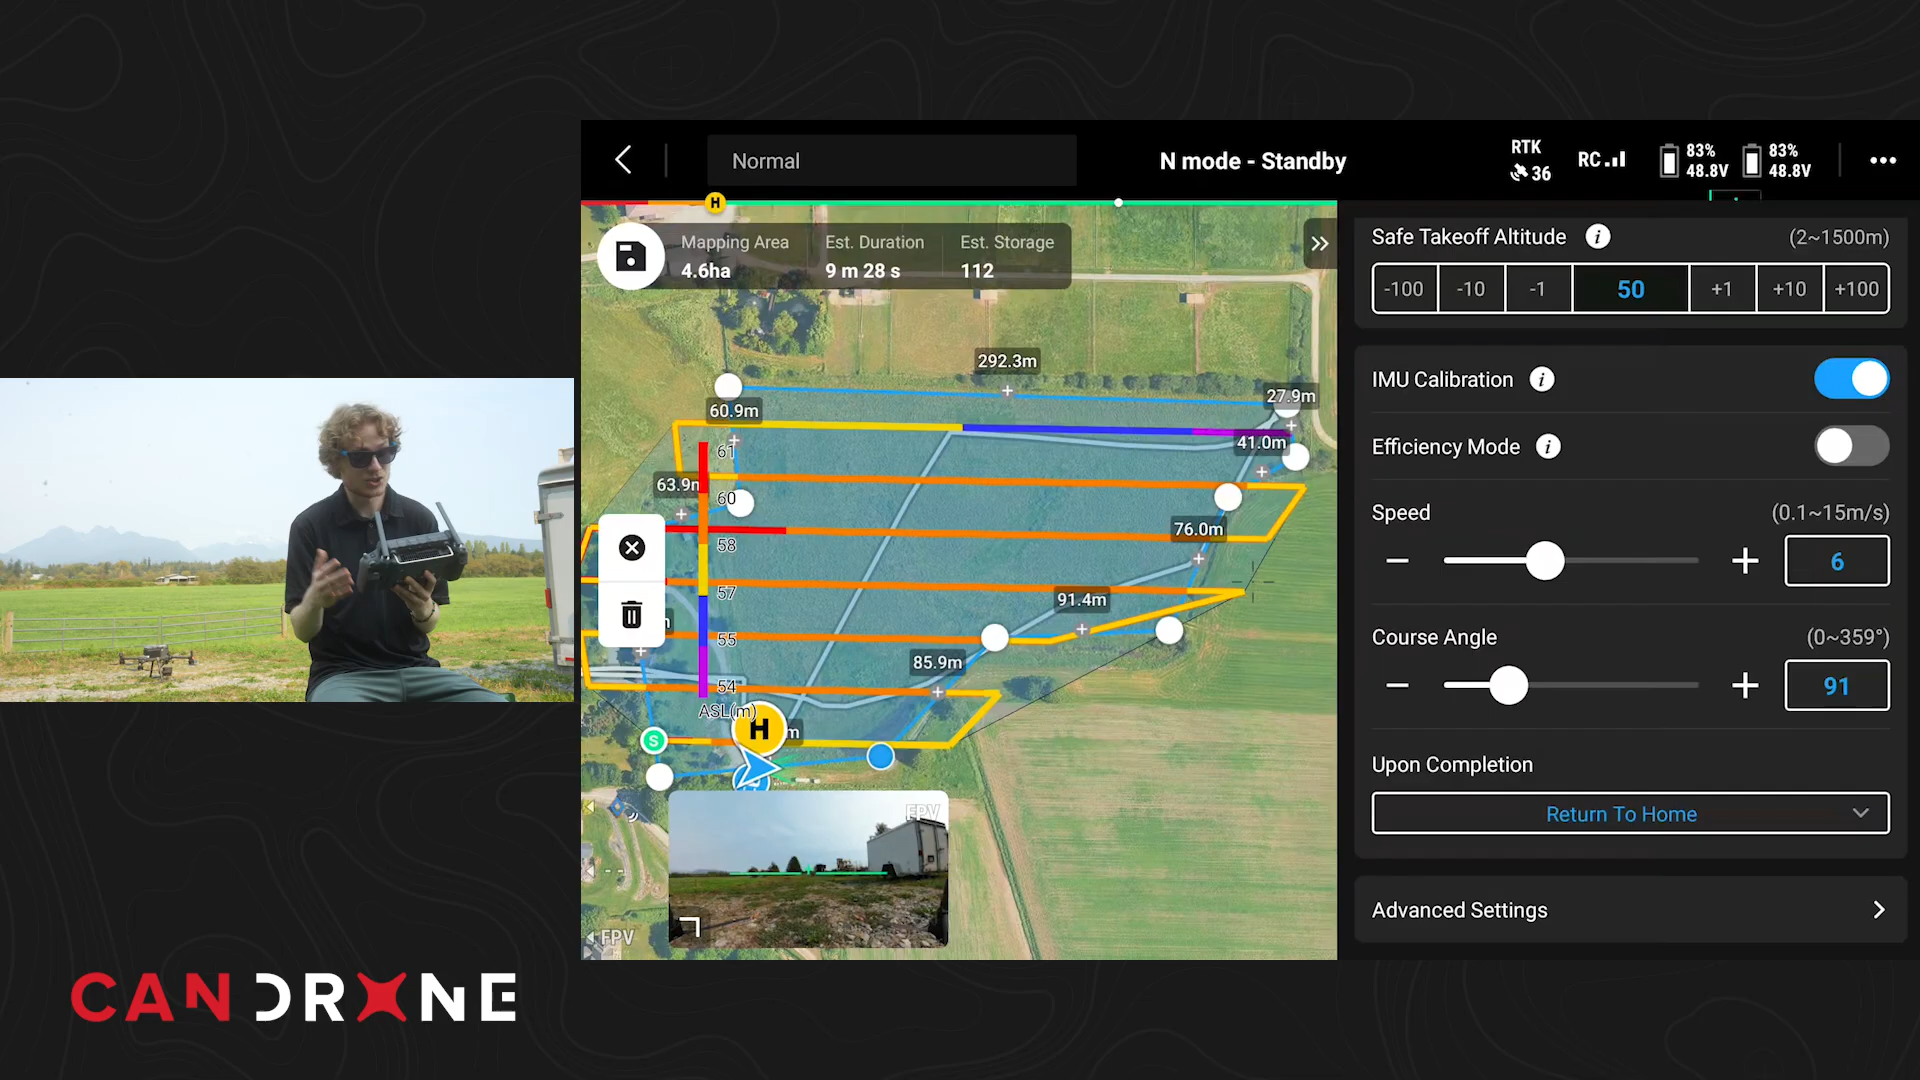 Normal
N mode - Standby
RTK
36
RC
83%
48.8V
83%
48.8V
H
Mapping Area
4.6ha
Est. Duration
9 m 28 s
Est. Storage
112
292.3m
27.9m
60.9m
41.0m
61
63.9m
60
76.0m
58
57
91.4m
55
85.9m
54
ASL(m)
H
m
S
FPV
FPV
Safe Takeoff Altitude
(2~1500m)
-100
-10
-1
50
+1
+10
+100
IMU Calibration
Efficiency Mode
Speed
(0.1~15m/s)
6
Course Angle
(0~359°)
91
Upon Completion
Return To Home
Advanced Settings
CANDRONE